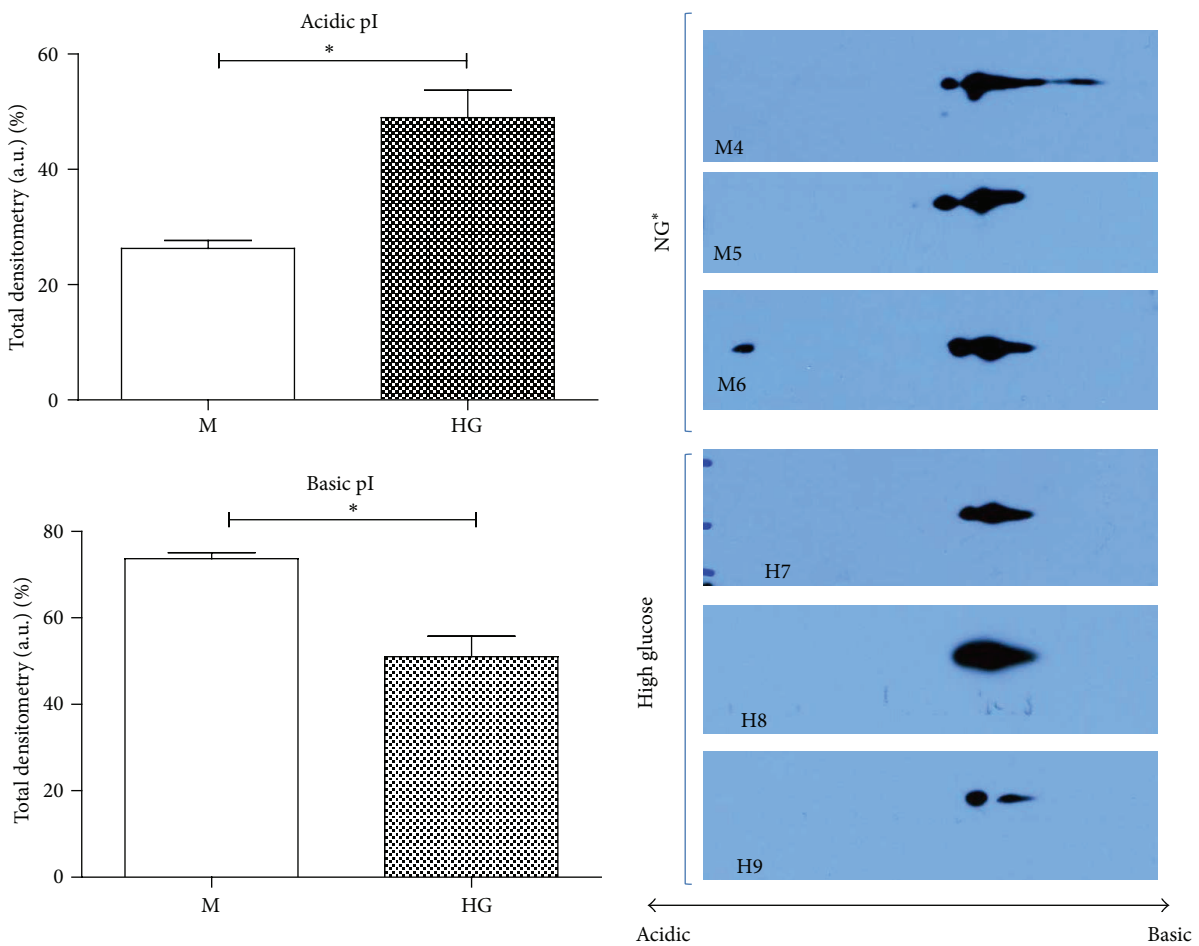 Acidic pI
*
Total densitometry (a.u.) (%)
60
40
20
0
M
HG
Basic pI
*
Total densitometry (a.u.) (%)
80
60
40
20
0
M
HG
NG*
M4
M5
M6
High glucose
H7
H8
H9
Acidic
Basic